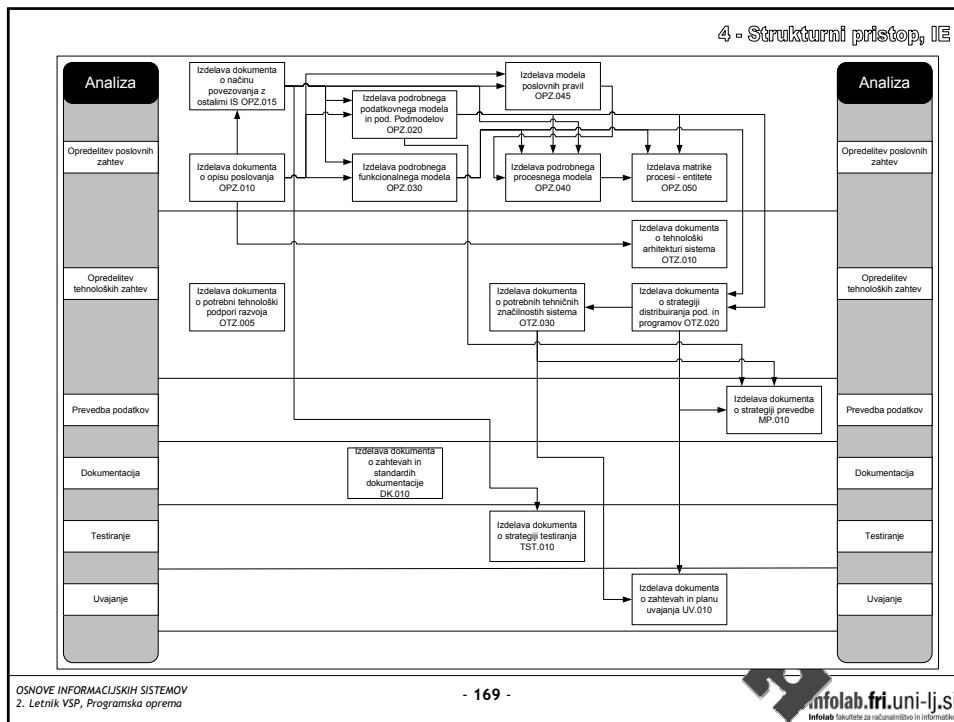 4 - Strukturni pristop, IE
Analiza
Opredelitev poslovnih
zahtev
Opredelitev
tehnoloških zahtev
Prevedba podatkov
Dokumentacija
Testiranje
Uvajanje
Izdelava dokumenta
o načinu
povezovanja z
ostalimi IS OPZ.015
Izdelava modela
poslovnih pravil
OPZ.045
Izdelava podrobnega
podatkovnega modela
in pod. Podmodelov
OPZ.020
Izdelava dokumenta
o opisu poslovanja
OPZ.010
Izdelava podrobnega
funkcionalnega modela
OPZ.030
Izdelava podrobnega
procesnega modela
OPZ.040
Izdelava matrike
procesi - entitete
OPZ.050
Izdelava dokumenta
o tehnološki
arhitekturi sistema
OTZ.010
Izdelava dokumenta
o potrebni tehnološki
podpori razvoja
OTZ.005
Izdelava dokumenta
o potrebnih tehničnih
značilnostih sistema
OTZ.030
Izdelava dokumenta
o strategiji
distribuiranja pod. in
programov OTZ.020
Izdelava dokumenta
o strategiji prevedbe
MP.010
Izdelava dokumenta
o zahtevah in
standardih
dokumentacije
DK.010
Izdelava dokumenta
o strategiji testiranja
TST.010
Izdelava dokumenta
o zahtevah in planu
uvajanja UV.010
Analiza
Opredelitev poslovnih
zahtev
Opredelitev
tehnoloških zahtev
Prevedba podatkov
Dokumentacija
Testiranje
Uvajanje
OSNOVE INFORMACIJSKIH SISTEMOV
2. Letnik VSP, Programska oprema
- 169 -
Infolab.fri.uni-lj.si
Infolab fakultete za računalništvo in informatiko